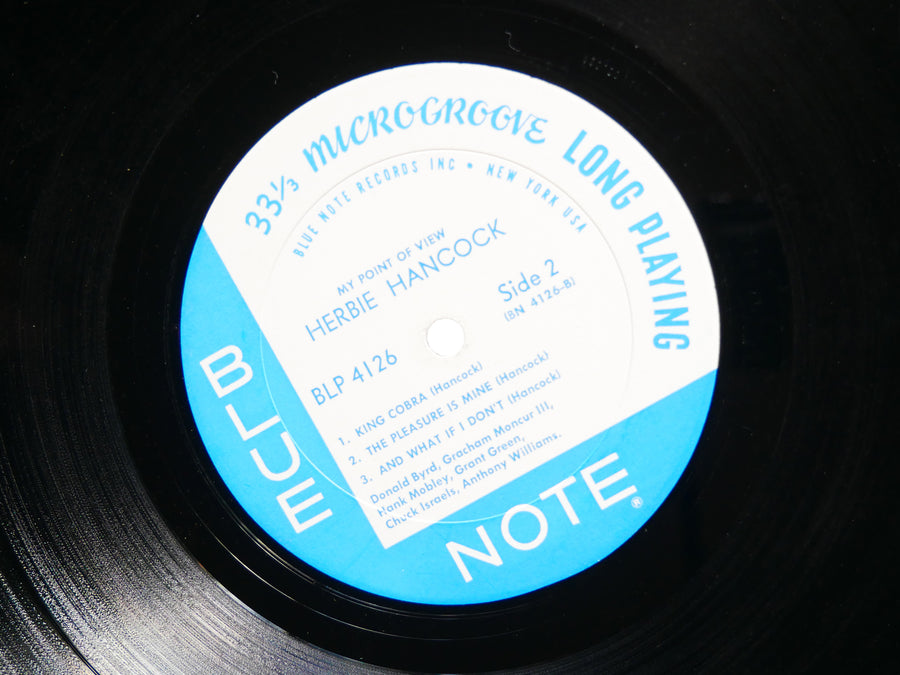 33⅓ MICROGROOVE LONG PLAYING
BLUE NOTE RECORDS INC • NEW YORK USA
MY POINT OF VIEW
HERBIE HANCOCK
Side 2
(BN 4126-B)
BLP 4126
1. KING COBRA (Hancock)
2. THE PLEASURE IS MINE (Hancock)
3. AND WHAT IF I DON'T (Hancock)
Donald Byrd, Gracham Moncur III,
Hank Mobley, Grant Green,
Chuck Israels, Anthony Williams.
BLUE
NOTE®